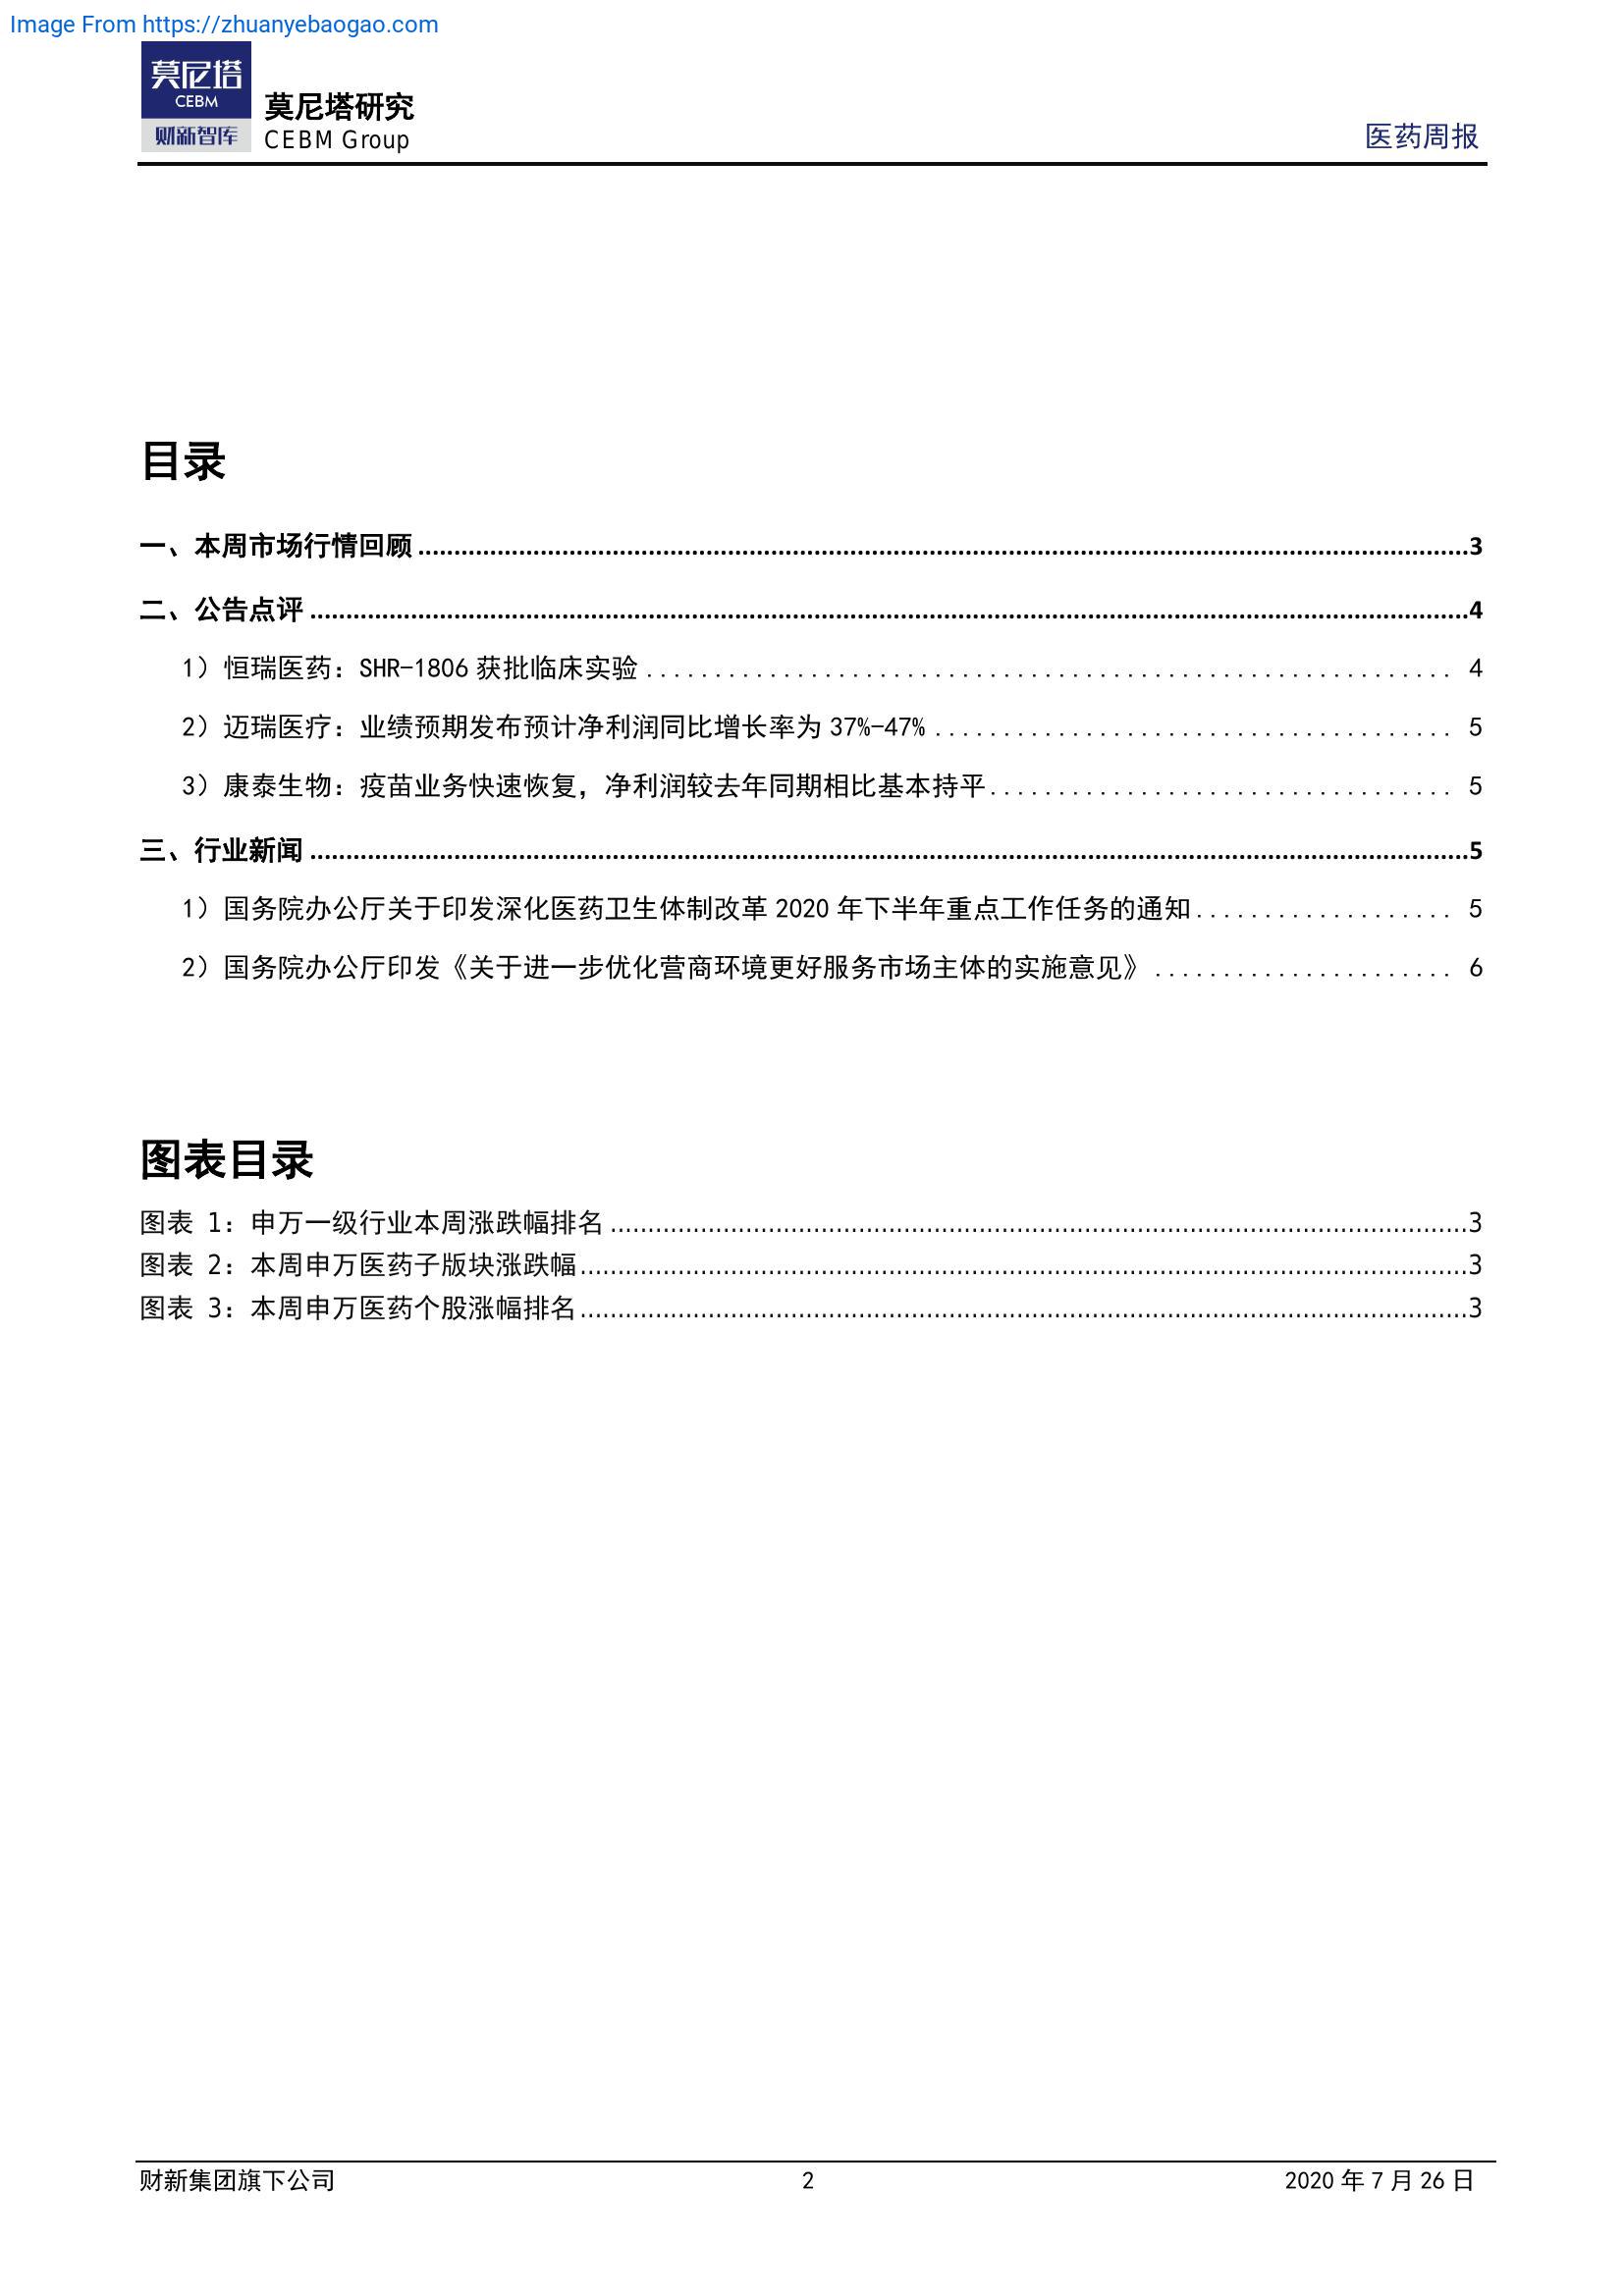 Image From https://zhuanyebaogao.com
莫尼塔
CEBM
财新智库
莫尼塔研究
CEBM Group
医药周报
目录
一、本周市场行情回顾........................................3
二、公告点评........................................4
1）恒瑞医药：SHR-1806 获批临床实验........................................ 4
2）迈瑞医疗：业绩预期发布预计净利润同比增长率为 37%-47%........................................ 5
3）康泰生物：疫苗业务快速恢复，净利润较去年同期相比基本持平........................................ 5
三、行业新闻........................................5
1）国务院办公厅关于印发深化医药卫生体制改革 2020 年下半年重点工作任务的通知................... 5
2）国务院办公厅印发《关于进一步优化营商环境更好服务市场主体的实施意见》...................... 6
图表目录
图表 1：申万一级行业本周涨跌幅排名........................................3
图表 2：本周申万医药子版块涨跌幅........................................3
图表 3：本周申万医药个股涨幅排名........................................3
财新集团旗下公司
2
2020 年 7 月 26 日